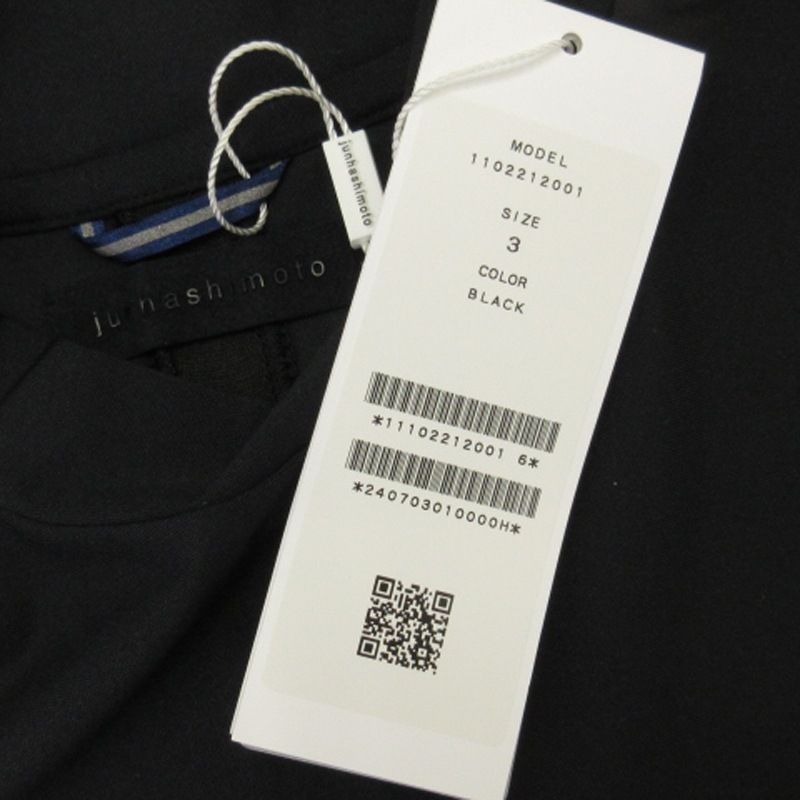 junhashimoto
junhashimoto
MODEL
1102212001
SIZE
3
COLOR
BLACK
*11102212001 6*
*240703010000H*